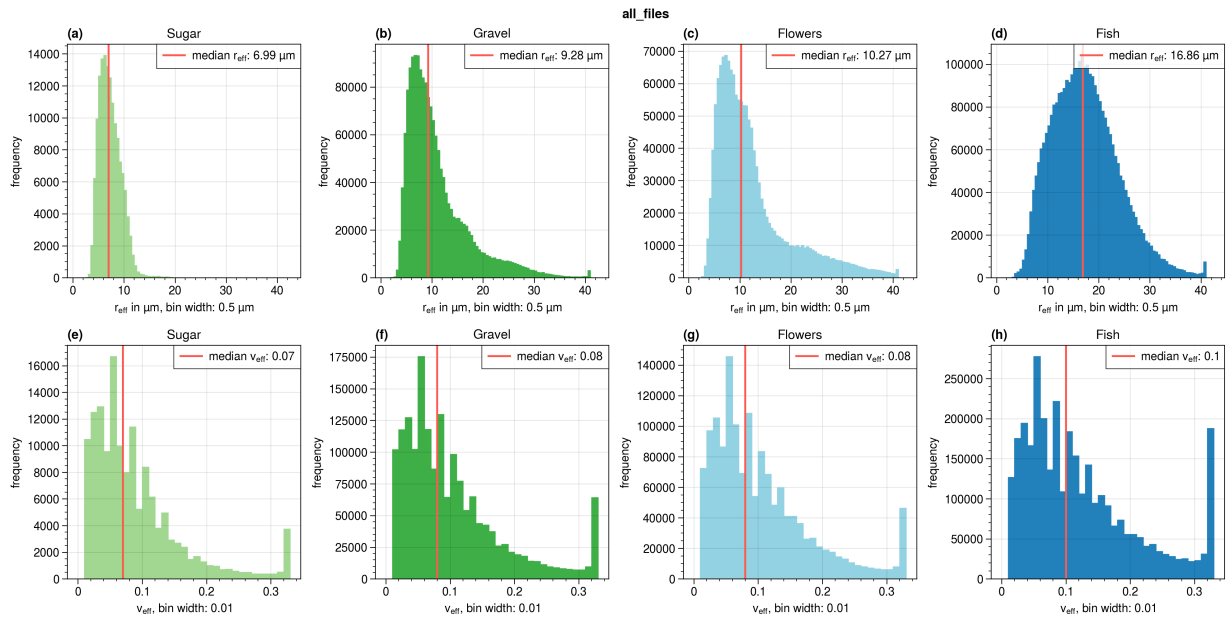 all_files
(a) Sugar
median r_eff: 6.99 µm
frequency
14000
12000
10000
8000
6000
4000
2000
0
0 10 20 30 40
r_eff in µm, bin width: 0.5 µm
(b) Gravel
median r_eff: 9.28 µm
frequency
80000
60000
40000
20000
0
0 10 20 30 40
r_eff in µm, bin width: 0.5 µm
(c) Flowers
median r_eff: 10.27 µm
frequency
70000
60000
50000
40000
30000
20000
10000
0
0 10 20 30 40
r_eff in µm, bin width: 0.5 µm
(d) Fish
median r_eff: 16.86 µm
frequency
100000
80000
60000
40000
20000
0
0 10 20 30 40
r_eff in µm, bin width: 0.5 µm
(e) Sugar
median v_eff: 0.07
frequency
16000
14000
12000
10000
8000
6000
4000
2000
0
0 0.1 0.2 0.3
v_eff, bin width: 0.01
(f) Gravel
median v_eff: 0.08
frequency
175000
150000
125000
100000
75000
50000
25000
0
0 0.1 0.2 0.3
v_eff, bin width: 0.01
(g) Flowers
median v_eff: 0.08
frequency
140000
120000
100000
80000
60000
40000
20000
0
0 0.1 0.2 0.3
v_eff, bin width: 0.01
(h) Fish
median v_eff: 0.1
frequency
250000
200000
150000
100000
50000
0
0 0.1 0.2 0.3
v_eff, bin width: 0.01